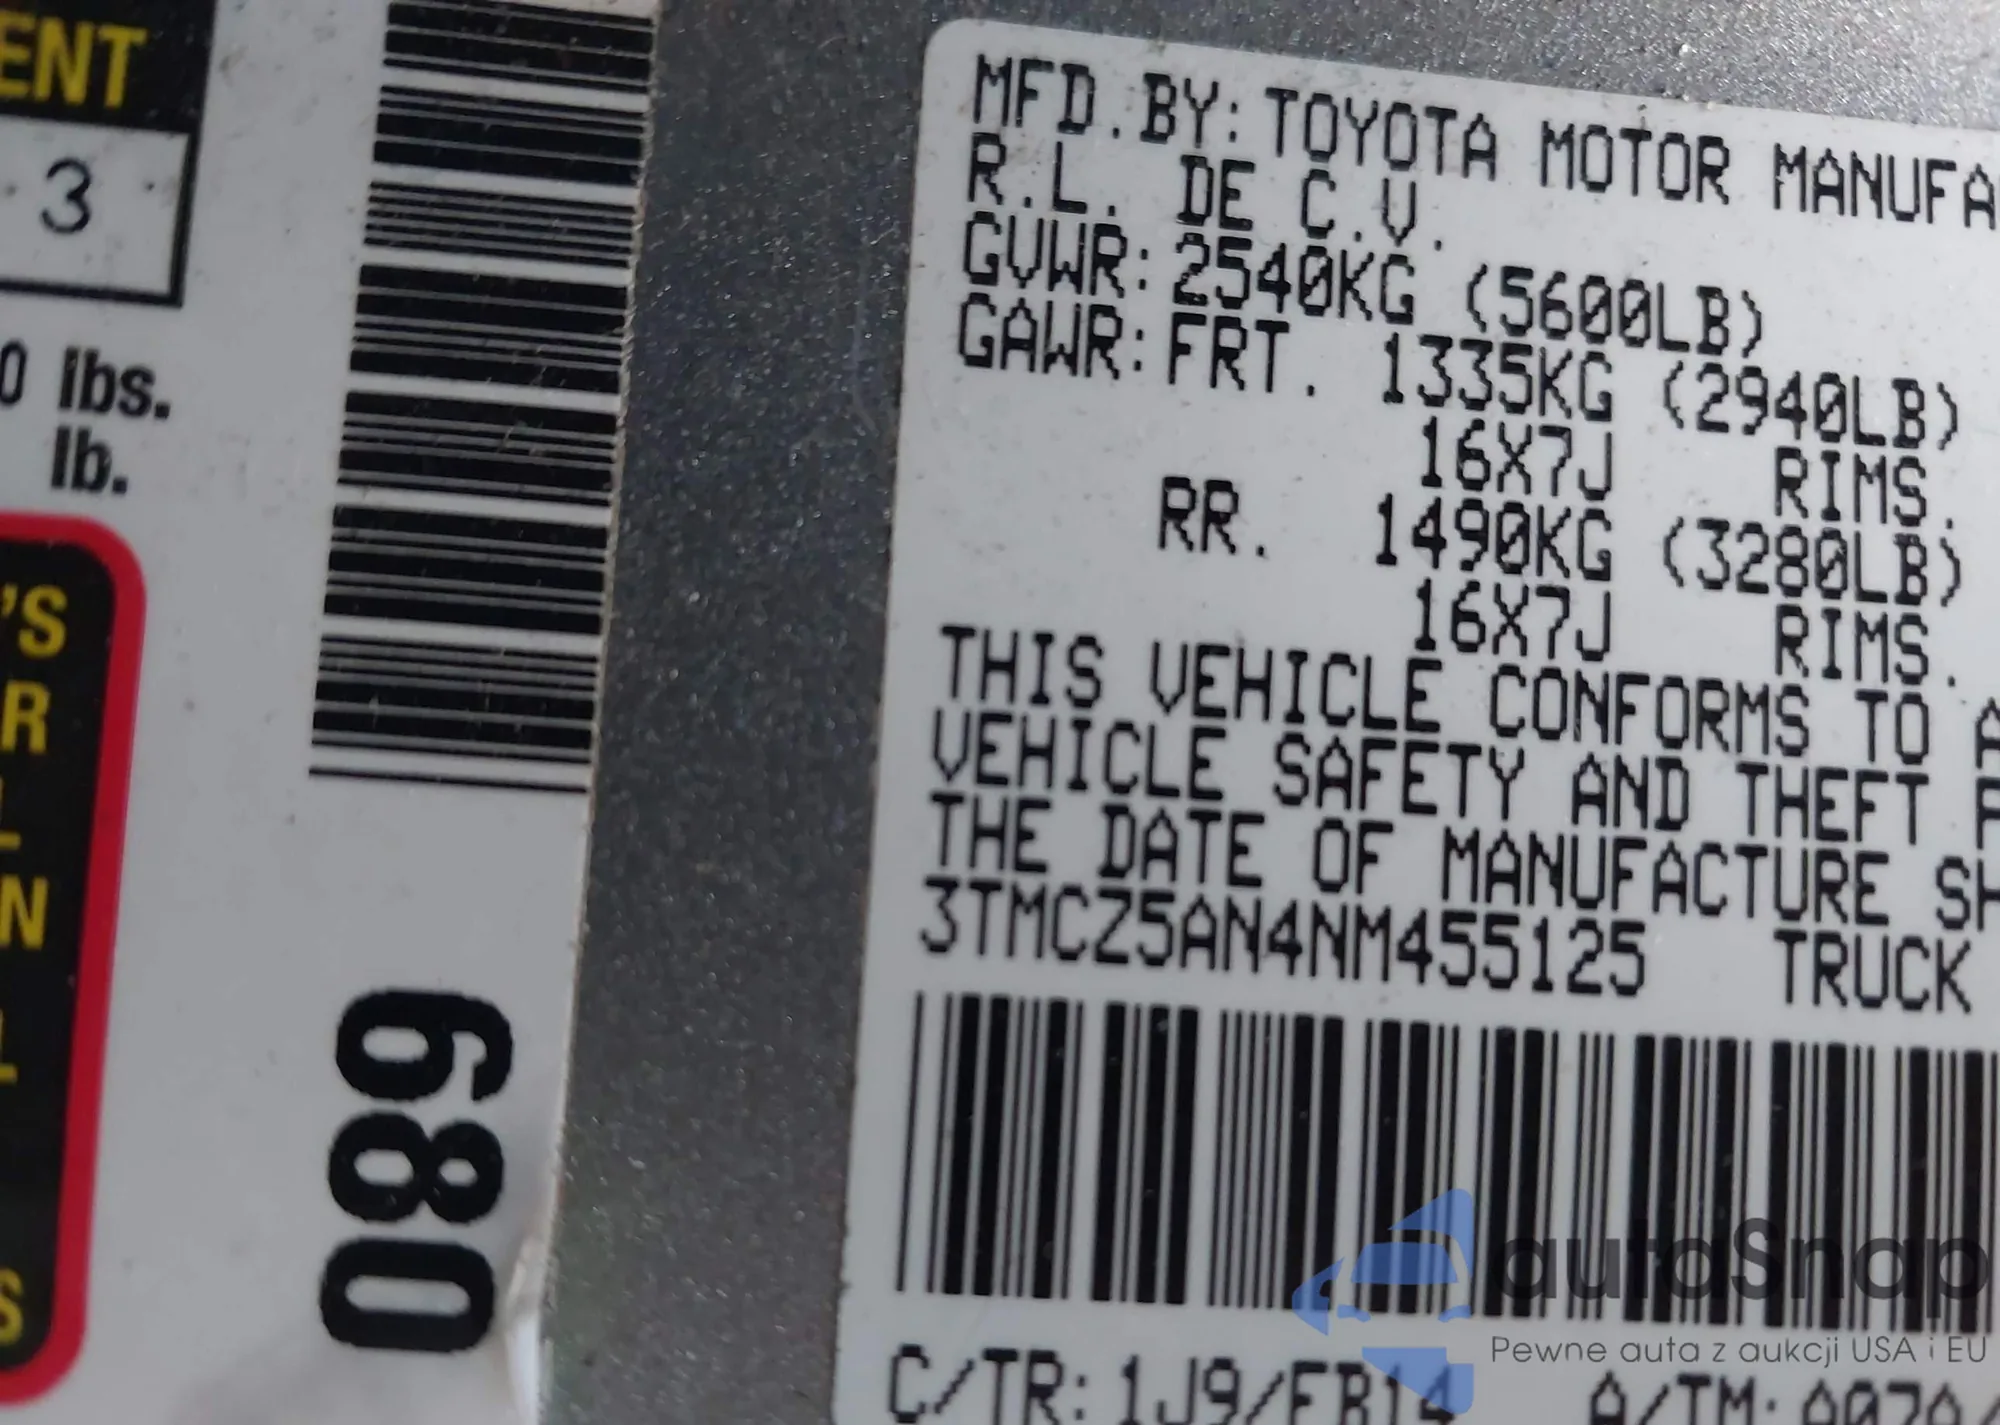 ENT
3
0 lbs.
lb.
'S
R
N
S
089
MFD.BY:TOYOTA MOTOR MANUFA
R.L. DE C.V.
GVWR:2540KG (5600LB)
GAWR:FRT. 1335KG (2940LB)
16X7J RIMS.
RR. 1490KG (3280LB)
16X7J RIMS.
THIS VEHICLE CONFORMS TO A
VEHICLE SAFETY AND THEFT P
THE DATE OF MANUFACTURE SH
3TMCZ5AN4NM455125 TRUCK
C/TR:1J9/FB14 A/TM:A07A/
autoSnap
Pewne auta z aukcji USA i EU